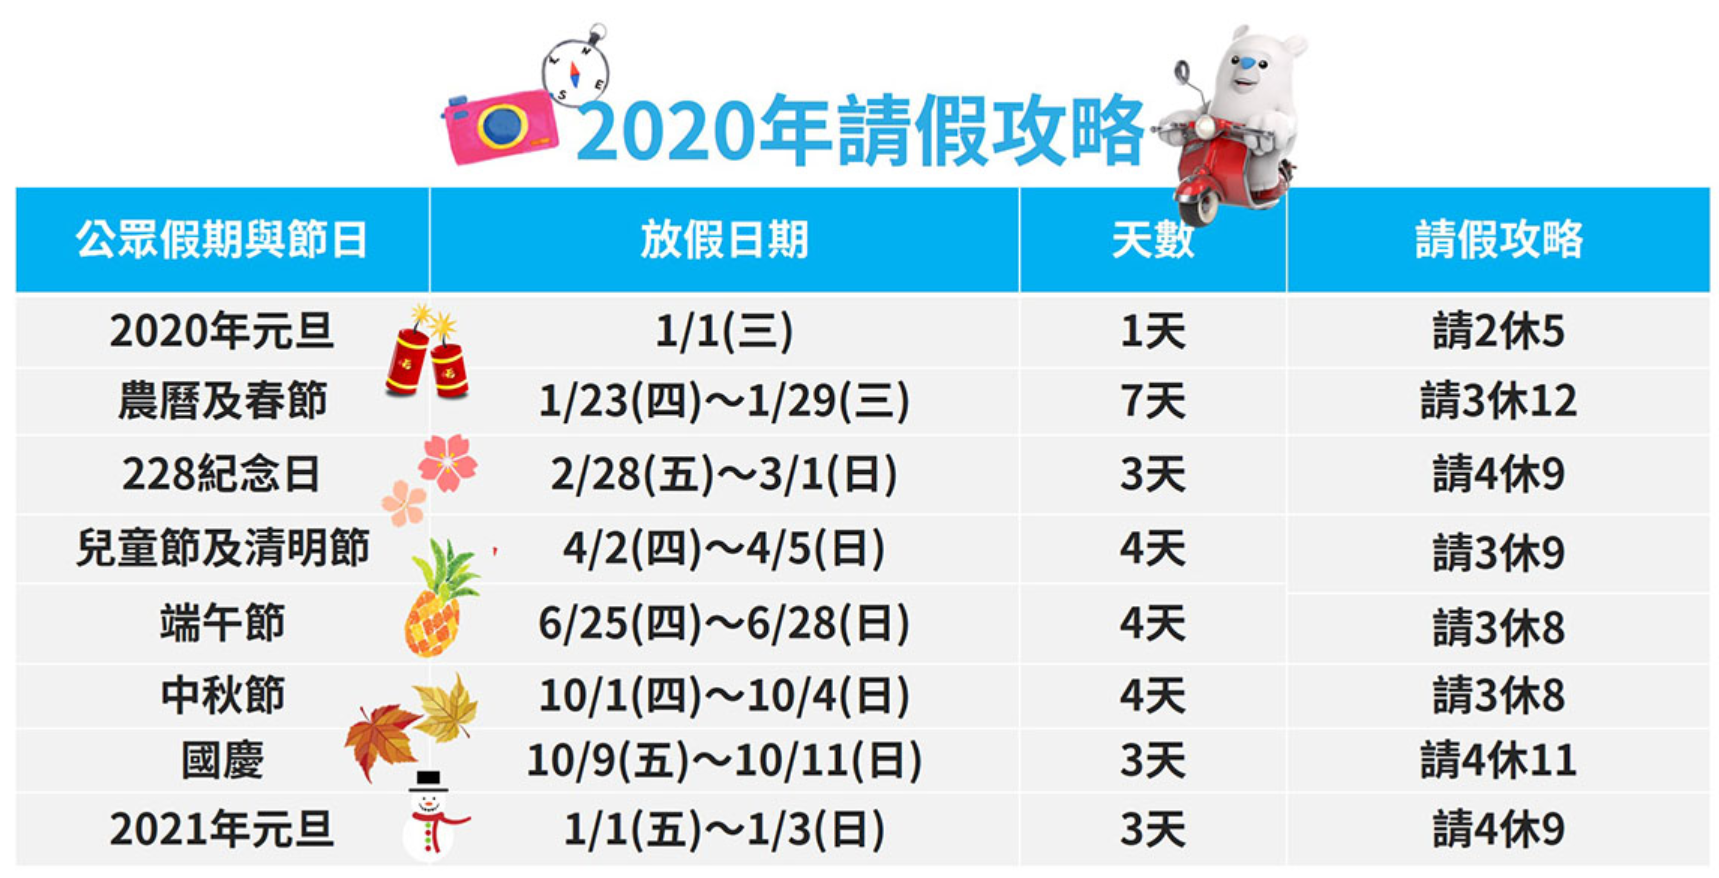 2020年請假攻略
公眾假期與節日 放假日期 天數 請假攻略
2020年元旦 1/1(三) 1天 請2休5
農曆及春節 1/23(四)～1/29(三) 7天 請3休12
228紀念日 2/28(五)～3/1(日) 3天 請4休9
兒童節及清明節 4/2(四)～4/5(日) 4天 請3休9
端午節 6/25(四)～6/28(日) 4天 請3休8
中秋節 10/1(四)～10/4(日) 4天 請3休8
國慶 10/9(五)～10/11(日) 3天 請4休11
2021年元旦 1/1(五)～1/3(日) 3天 請4休9